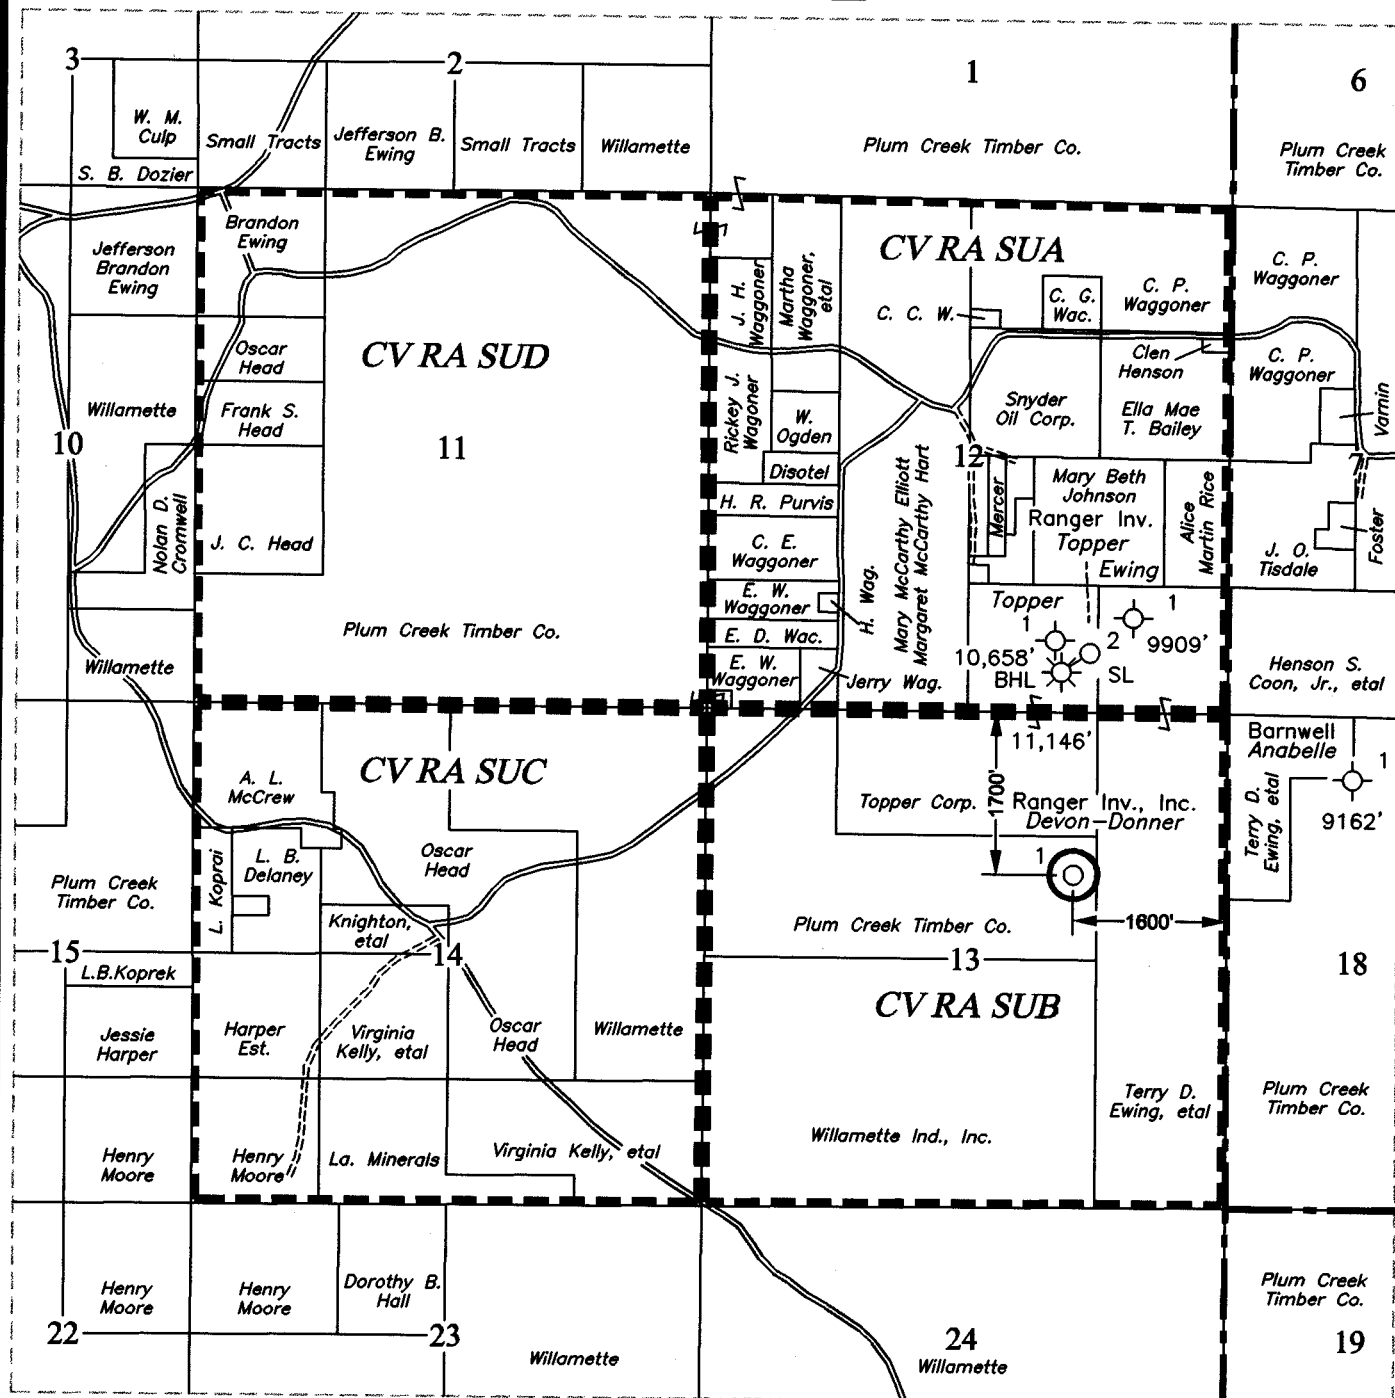 3
2
1
6
W. M.
Culp
Small Tracts
Jefferson B.
Ewing
Small Tracts
Willamette
Plum Creek Timber Co.
Plum Creek
Timber Co.
S. B. Dozier
Brandon
Ewing
Jefferson
Brandon
Ewing
CV RA SUD
Oscar
Head
Willamette
Frank S.
Head
10
11
Nolan D.
Cromwell
J. C. Head
Plum Creek Timber Co.
Willamette
CV RA SUA
J. H.
Waggoner
Martha
Waggoner,
etal
C. C. W.
C. G.
Wac.
C. P.
Waggoner
C. P.
Waggoner
Clen
Henson
C. P.
Waggoner
Rickey J.
Wagoner
W.
Ogden
Snyder
Oil Corp.
Ella Mae
T. Bailey
Varnin
Disotel
12
7
H. R. Purvis
Mary McCarthy Elliott
Margaret McCarthy Hart
Mercer
Mary Beth
Johnson
Ranger Inv.
Topper
Ewing
Alice
Martin Rice
Foster
J. O.
Tisdale
C. E.
Waggoner
E. W.
Waggoner
H. Wag.
E. D. Wac.
E. W.
Waggoner
Jerry Wag.
Topper
1
1
9909'
10,658'
2
BHL
SL
Henson S.
Coon, Jr., etal
11,146'
Barnwell
Anabelle
1
9162'
Terry D.
Ewing, etal
CV RA SUC
A. L.
McCrew
Topper Corp.
1700'
Ranger Inv., Inc.
Devon-Donner
1
1600'
L. Koprai
L. B.
Delaney
Oscar
Head
Plum Creek
Timber Co.
Knighton,
etal
Plum Creek Timber Co.
15
14
13
18
L.B.Koprek
CV RA SUB
Jessie
Harper
Harper
Est.
Virginia
Kelly, etal
Oscar
Head
Willamette
Terry D.
Ewing, etal
Plum Creek
Timber Co.
Henry
Moore
Henry
Moore
La. Minerals
Virginia Kelly, etal
Willamette Ind., Inc.
Henry
Moore
Henry
Moore
Dorothy B.
Hall
Plum Creek
Timber Co.
22
23
24
19
Willamette
Willamette